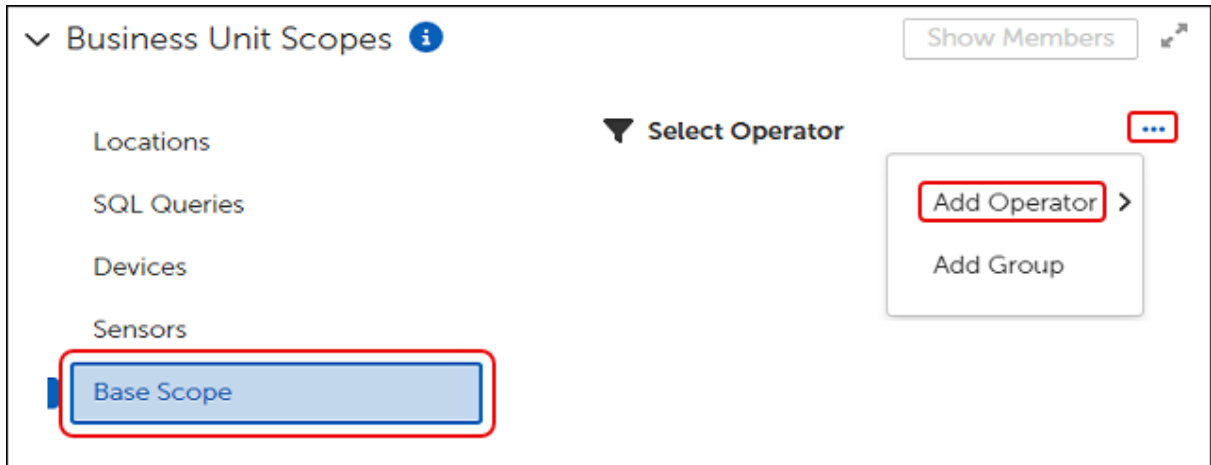 Business Unit Scopes
Show Members
Locations
SQL Queries
Devices
Sensors
Base Scope
Select Operator
...
Add Operator
Add Group